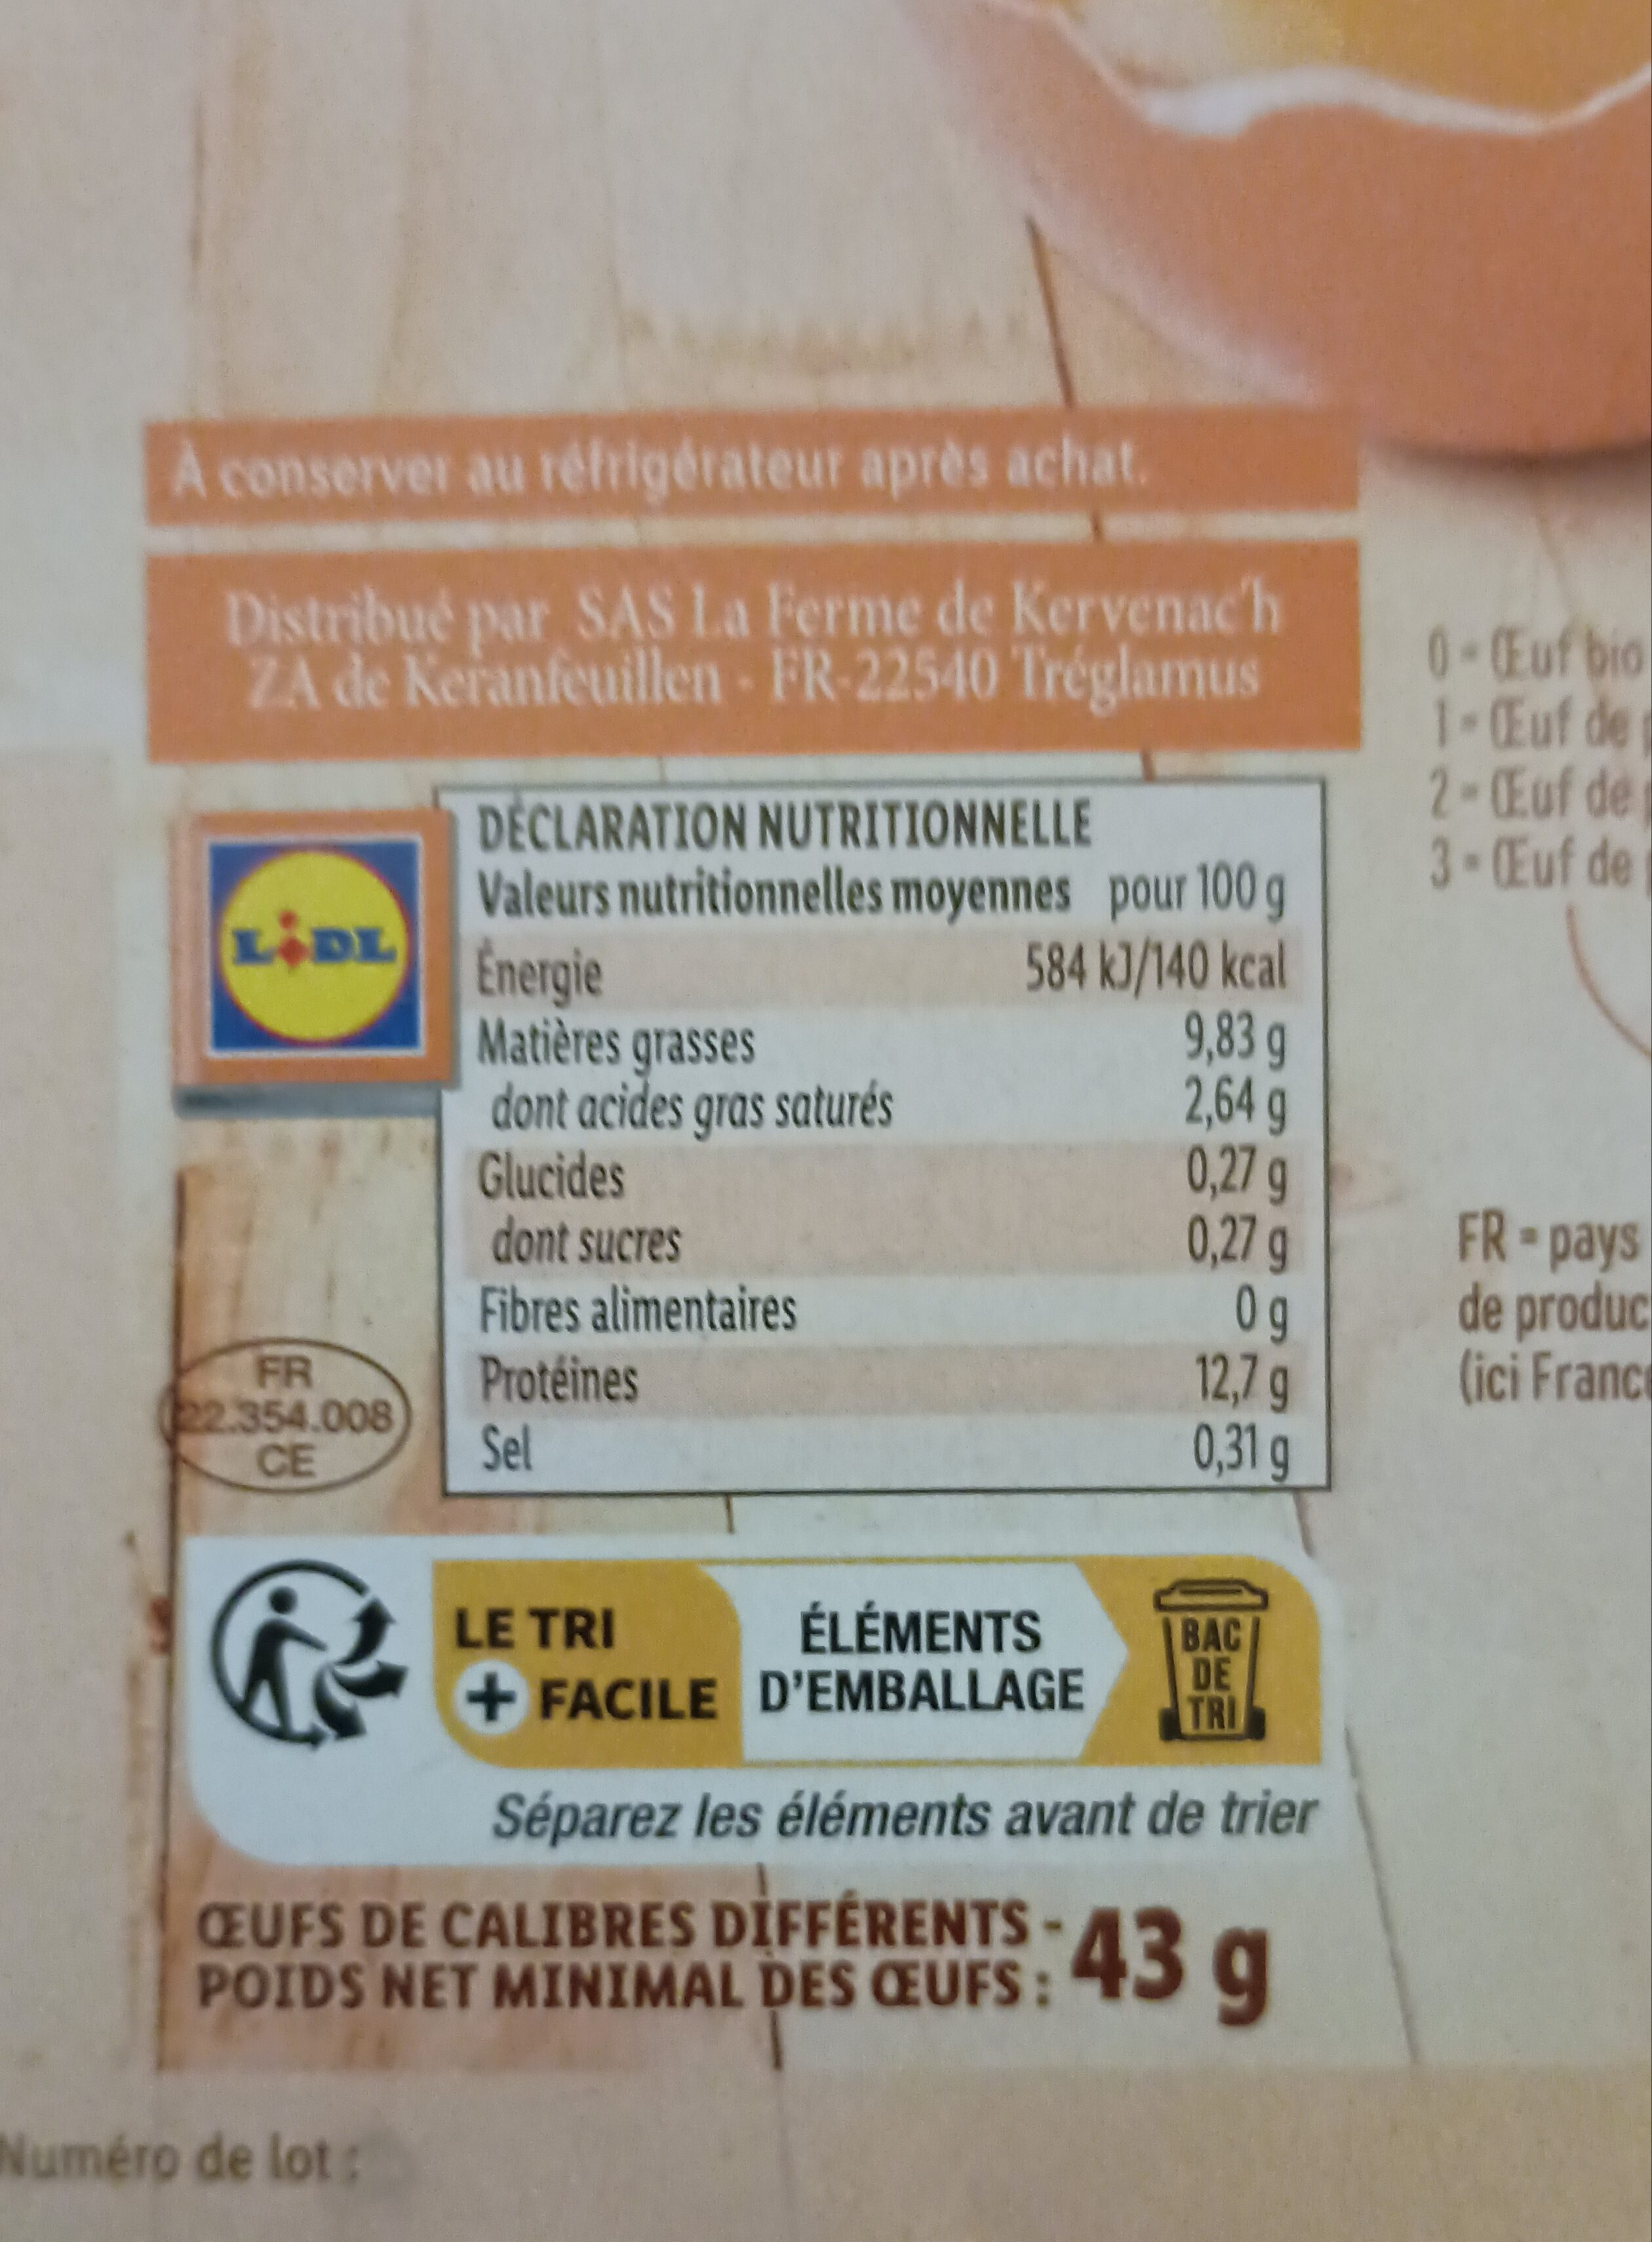 À conserver au réfrigérateur après achat.
Distribué par SAS La Ferme de Kervenac'h
ZA de Keranfeuillen - FR-22540 Tréglamus
LIDL
DÉCLARATION NUTRITIONNELLE
Valeurs nutritionnelles moyennes pour 100 g
Énergie 584 kJ/140 kcal
Matières grasses 9,83 g
dont acides gras saturés 2,64 g
Glucides 0,27 g
dont sucres 0,27 g
Fibres alimentaires 0 g
Protéines 12,7 g
Sel 0,31 g
FR
22.354.008
CE
0 = Œuf bio
1 = Œuf de
2 = Œuf de
3 = Œuf de
FR = pays
de produc
(ici France
LE TRI
+ FACILE
ÉLÉMENTS
D'EMBALLAGE
BAC
DE
TRI
Séparez les éléments avant de trier
ŒUFS DE CALIBRES DIFFÉRENTS -
POIDS NET MINIMAL DES ŒUFS : 43 g
Numéro de lot :